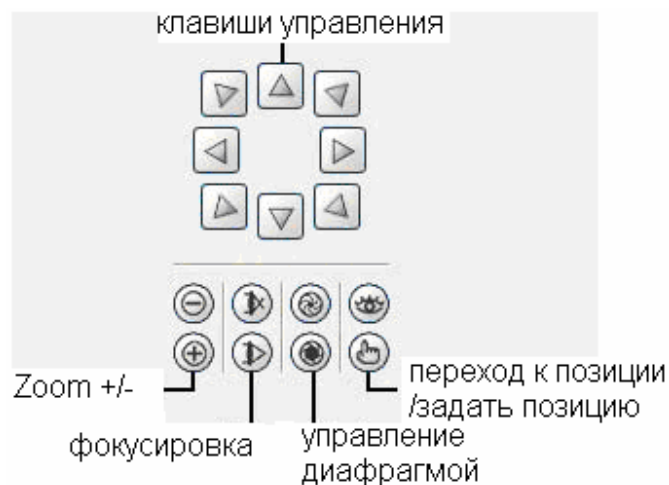 клавиши управления
Zoom +/-
переход к позиции
/задать позицию
фокусировка
управление
диафрагмой